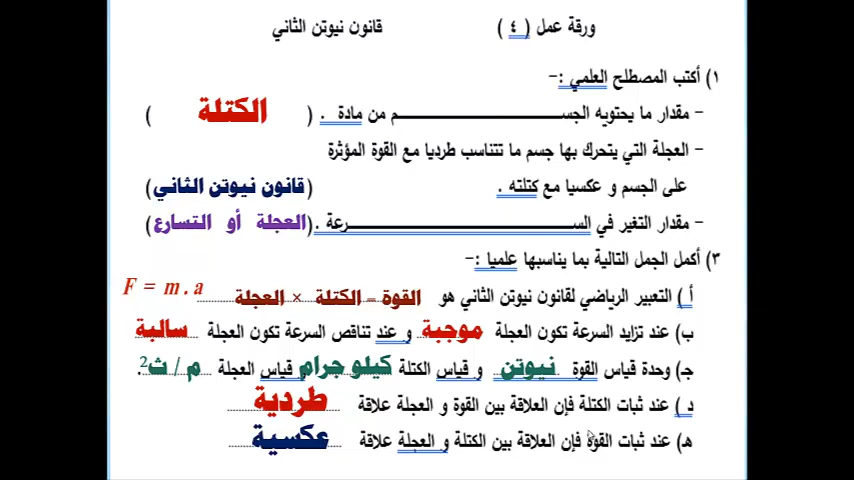 ورقة عمل ( ٤ ) قانون نيوتن الثاني
١) أكتب المصطلح العلمي :-
- مقدار ما يحتويه الجســـــــــــــم من مادة . ( الكتلة )
- العجلة التي يتحرك بها جسم ما تتناسب طرديا مع القوة المؤثرة
على الجسم و عكسيا مع كتلته . (قانون نيوتن الثاني)
- مقدار التغير في الســـــــــــــرعة . (العجلة أو التسارع)
٣) أكمل الجمل التالية بما يناسبها علميا :-
أ ) التعبير الرياضي لقانون نيوتن الثاني هو القوة = الكتلة × العجلة F = m . a
ب) عند تزايد السرعة تكون العجلة موجبة و عند تناقص السرعة تكون العجلة سالبة
جـ) وحدة قياس القوة نيوتن و قياس الكتلة كيلو جرام و قياس العجلة م / ث² .
د ) عند ثبات الكتلة فإن العلاقة بين القوة و العجلة علاقة طردية
هـ) عند ثبات القوة فإن العلاقة بين الكتلة و العجلة علاقة عكسية